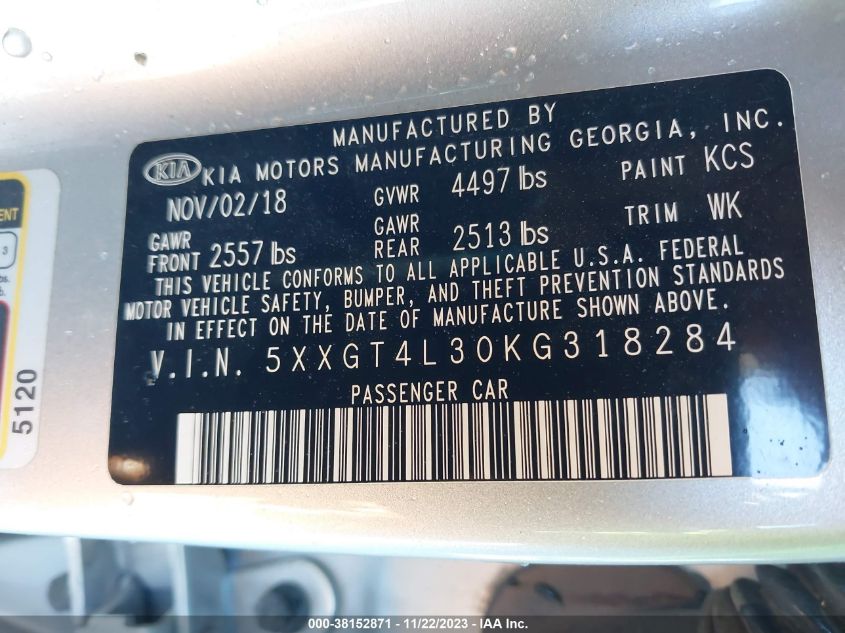 MANUFACTURED BY
KIA KIA MOTORS MANUFACTURING GEORGIA, INC.
NOV/02/18 GVWR 4497 lbs PAINT KCS
GAWR FRONT 2557 lbs GAWR REAR 2513 lbs TRIM WK
THIS VEHICLE CONFORMS TO ALL APPLICABLE U.S.A. FEDERAL
MOTOR VEHICLE SAFETY, BUMPER, AND THEFT PREVENTION STANDARDS
IN EFFECT ON THE DATE OF MANUFACTURE SHOWN ABOVE.
V.I.N. 5XXGT4L30KG318284
PASSENGER CAR
5120
000-38152871 - 11/22/2023 - IAA Inc.